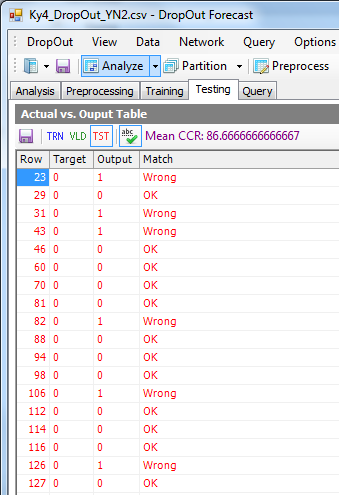 Ky4_DropOut_YN2.csv - DropOut Forecast
DropOut View Data Network Query Options
Analyze Partition Preprocess
Analysis Preprocessing Training Testing Query
Actual vs. Ouput Table
TRN VLD TST abc Mean CCR: 86.6666666666667
Row Target Output Match
23 0 1 Wrong
29 0 0 OK
31 0 1 Wrong
43 0 1 Wrong
46 0 0 OK
60 0 0 OK
70 0 0 OK
81 0 0 OK
82 0 1 Wrong
88 0 0 OK
94 0 0 OK
98 0 0 OK
106 0 1 Wrong
112 0 0 OK
114 0 0 OK
116 0 0 OK
126 0 1 Wrong
127 0 0 OK